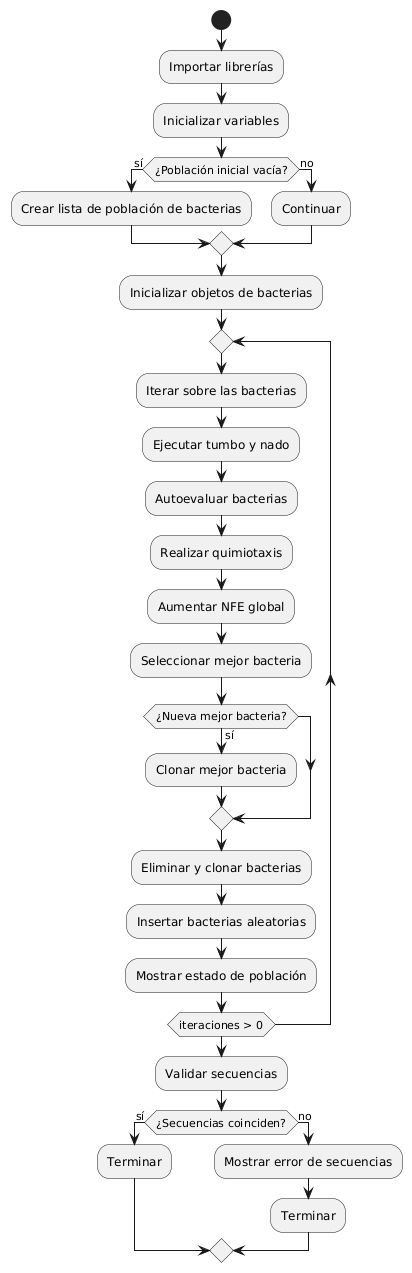 Importar librerías
Inicializar variables
¿Población inicial vacía?
sí
no
Crear lista de población de bacterias
Continuar
Inicializar objetos de bacterias
Iterar sobre las bacterias
Ejecutar tumbo y nado
Autoevaluar bacterias
Realizar quimiotaxis
Aumentar NFE global
Seleccionar mejor bacteria
¿Nueva mejor bacteria?
sí
Clonar mejor bacteria
Eliminar y clonar bacterias
Insertar bacterias aleatorias
Mostrar estado de población
iteraciones > 0
Validar secuencias
¿Secuencias coinciden?
sí
no
Terminar
Mostrar error de secuencias
Terminar